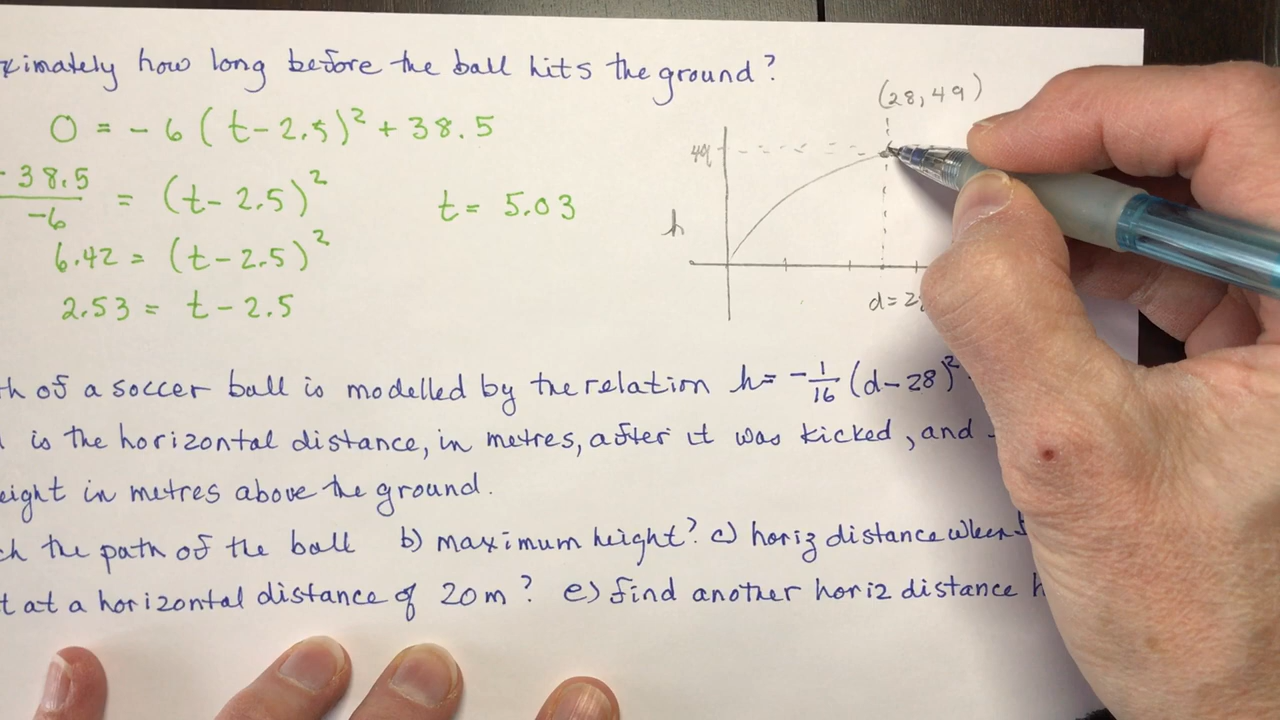 ximately how long before the ball hits the ground?
0 = - 6 (t-2.5)² + 38.5
-38.5/-6 = (t-2.5)²
t = 5.03
6.42 = (t-2.5)²
2.53 = t-2.5
(28,49)
49
h
d=2
th of a soccer ball is modelled by the relation h= -1/16 (d-28)²
is the horizontal distance, in metres, after it was kicked, and
eight in metres above the ground.
ch the path of the ball b) maximum height? c) horiz distance when
t at a horizontal distance of 20m? e) find another horiz distance